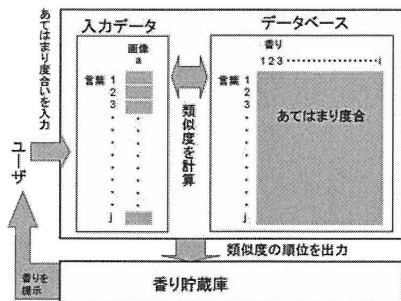 あてはまり度合いを入力
ユーザ
香りを
提示
入力データ
画像
a
言葉 1
2
3
j
類似度を計算
データベース
香り
1 2 3 ……………… i
言葉 1
2
3
j
あてはまり度合
類似度の順位を出力
香り貯蔵庫